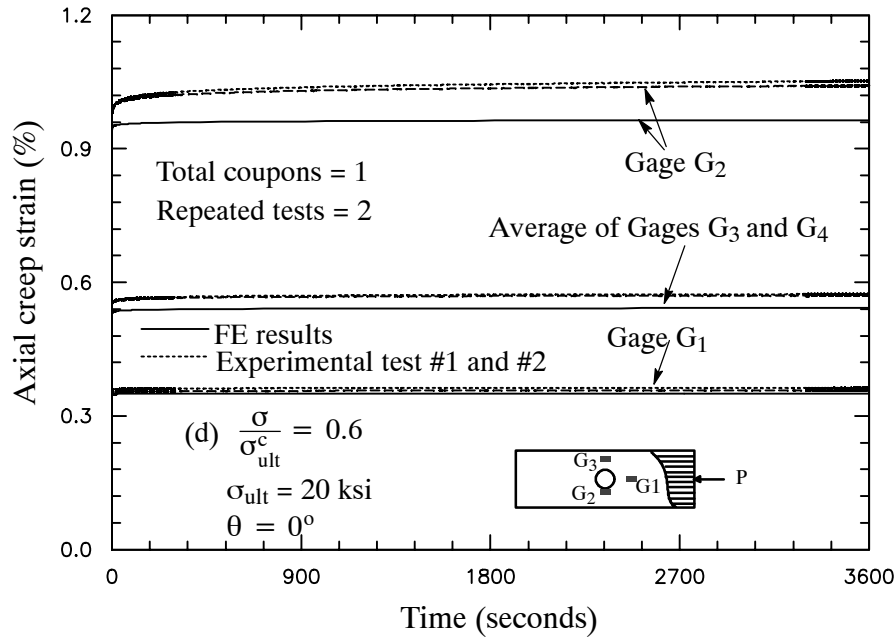 1.2
0.9
0.6
0.3
0.0
Axial creep strain (%)
Gage G2
Total coupons = 1
Repeated tests = 2
Average of Gages G3 and G4
FE results
Experimental test #1 and #2
Gage G1
(d) σ/σᶜult = 0.6
σult = 20 ksi
θ = 0º
G3
G1
G2
P
0 900 1800 2700 3600
Time (seconds)